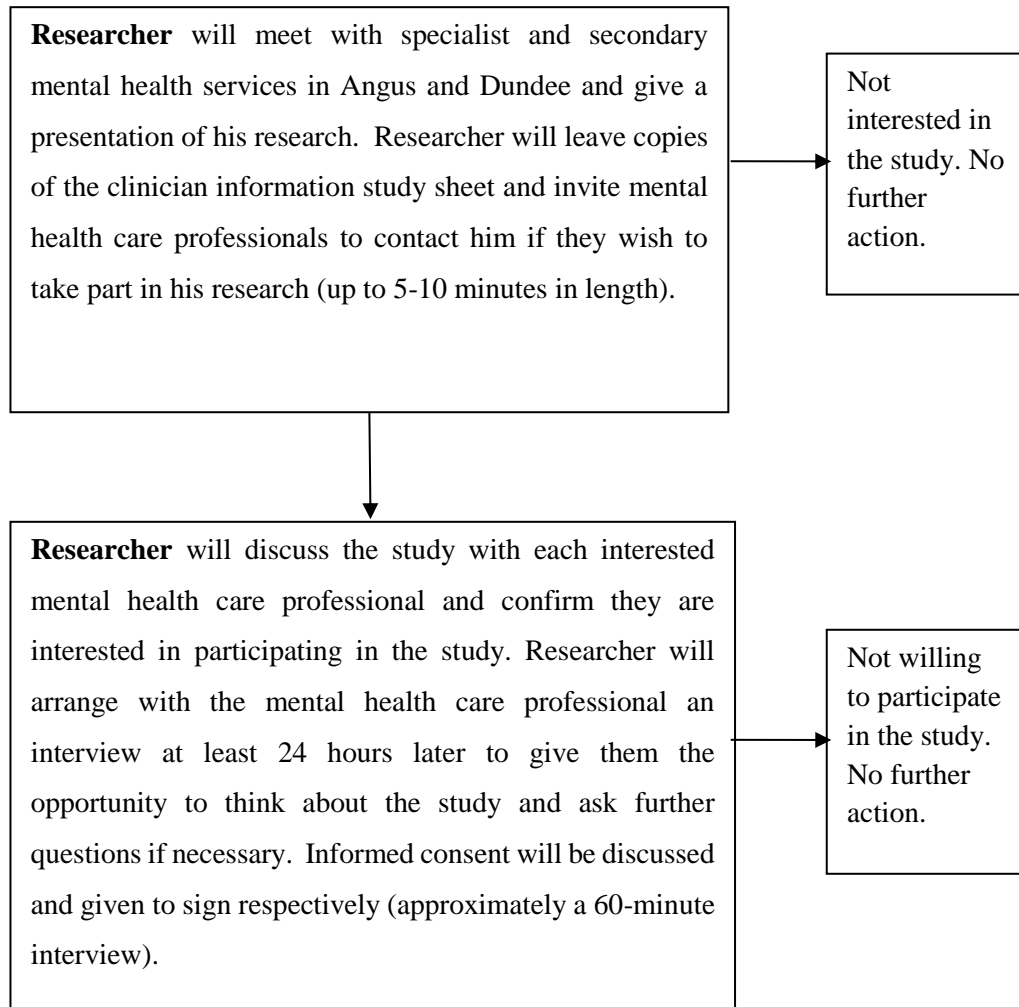 Researcher will meet with specialist and secondary
mental health services in Angus and Dundee and give a
presentation of his research. Researcher will leave copies
of the clinician information study sheet and invite mental
health care professionals to contact him if they wish to
take part in his research (up to 5-10 minutes in length).
Not
interested in
the study. No
further
action.
Researcher will discuss the study with each interested
mental health care professional and confirm they are
interested in participating in the study. Researcher will
arrange with the mental health care professional an
interview at least 24 hours later to give them the
opportunity to think about the study and ask further
questions if necessary. Informed consent will be discussed
and given to sign respectively (approximately a 60-minute
interview).
Not willing
to participate
in the study.
No further
action.